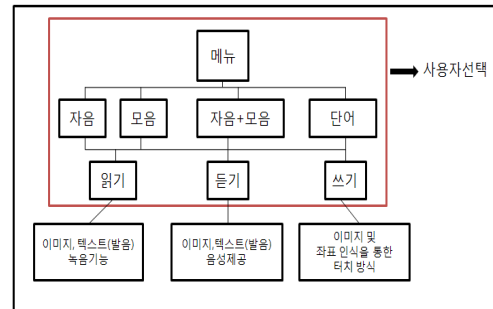 메뉴
사용자선택
자음
모음
자음+모음
단어
읽기
듣기
쓰기
이미지, 텍스트(발음)
녹음기능
이미지,텍스트(발음)
음성제공
이미지 및
좌표 인식을 통한
터치 방식